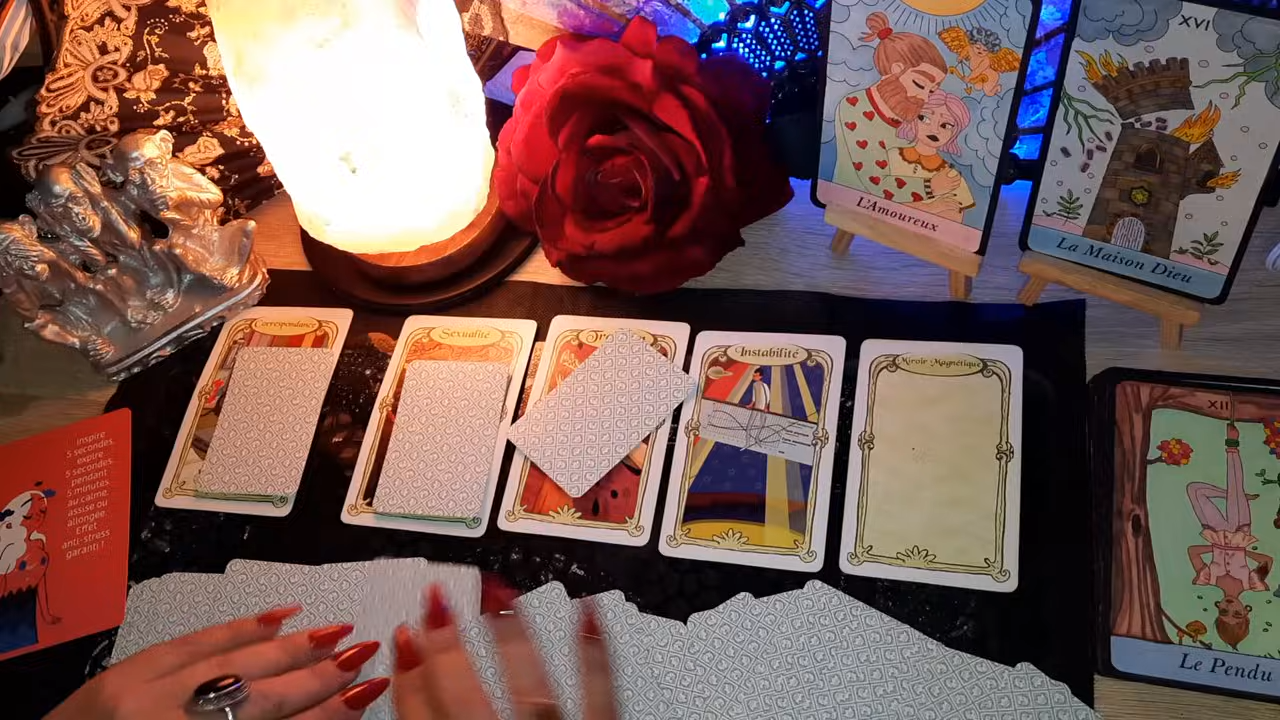 XVI
L'Amoureux
La Maison Dieu
Correspondance
Sexualité
Instabilité
Miroir Magnétique
XII
Le Pendu
inspire
5 secondes,
expire
5 secondes,
pendant
5 minutes
au calme,
assise ou
allongée.
Effet
anti-stress
garanti !